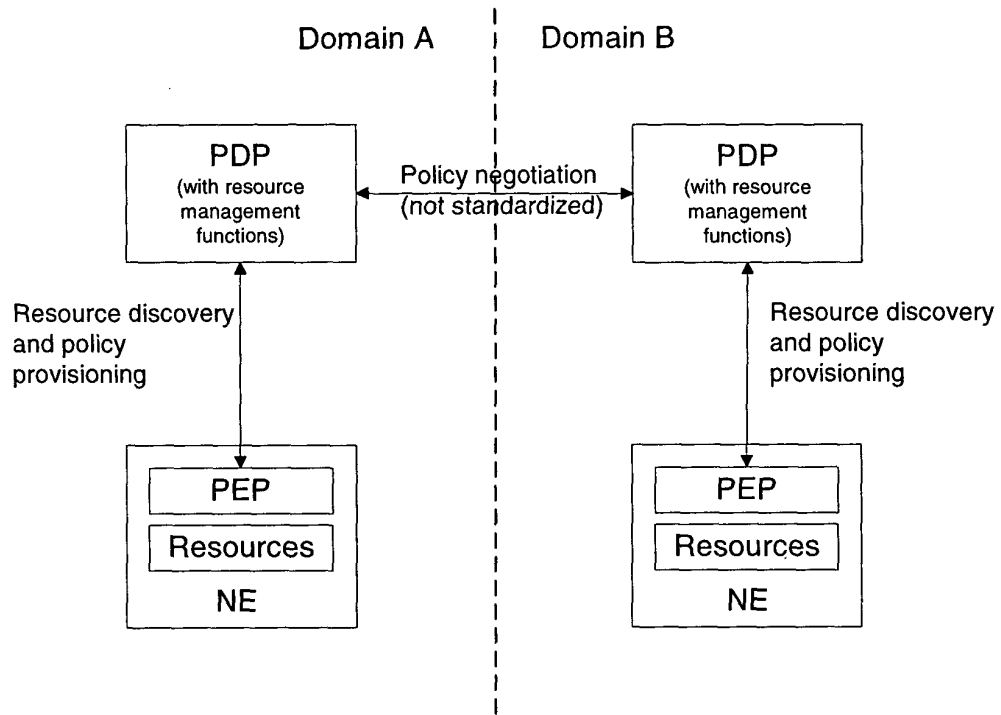 Domain A
Domain B
PDP
(with resource
management
functions)
Policy negotiation
(not standardized)
PDP
(with resource
management
functions)
Resource discovery
and policy
provisioning
Resource discovery
and policy
provisioning
PEP
Resources
NE
PEP
Resources
NE